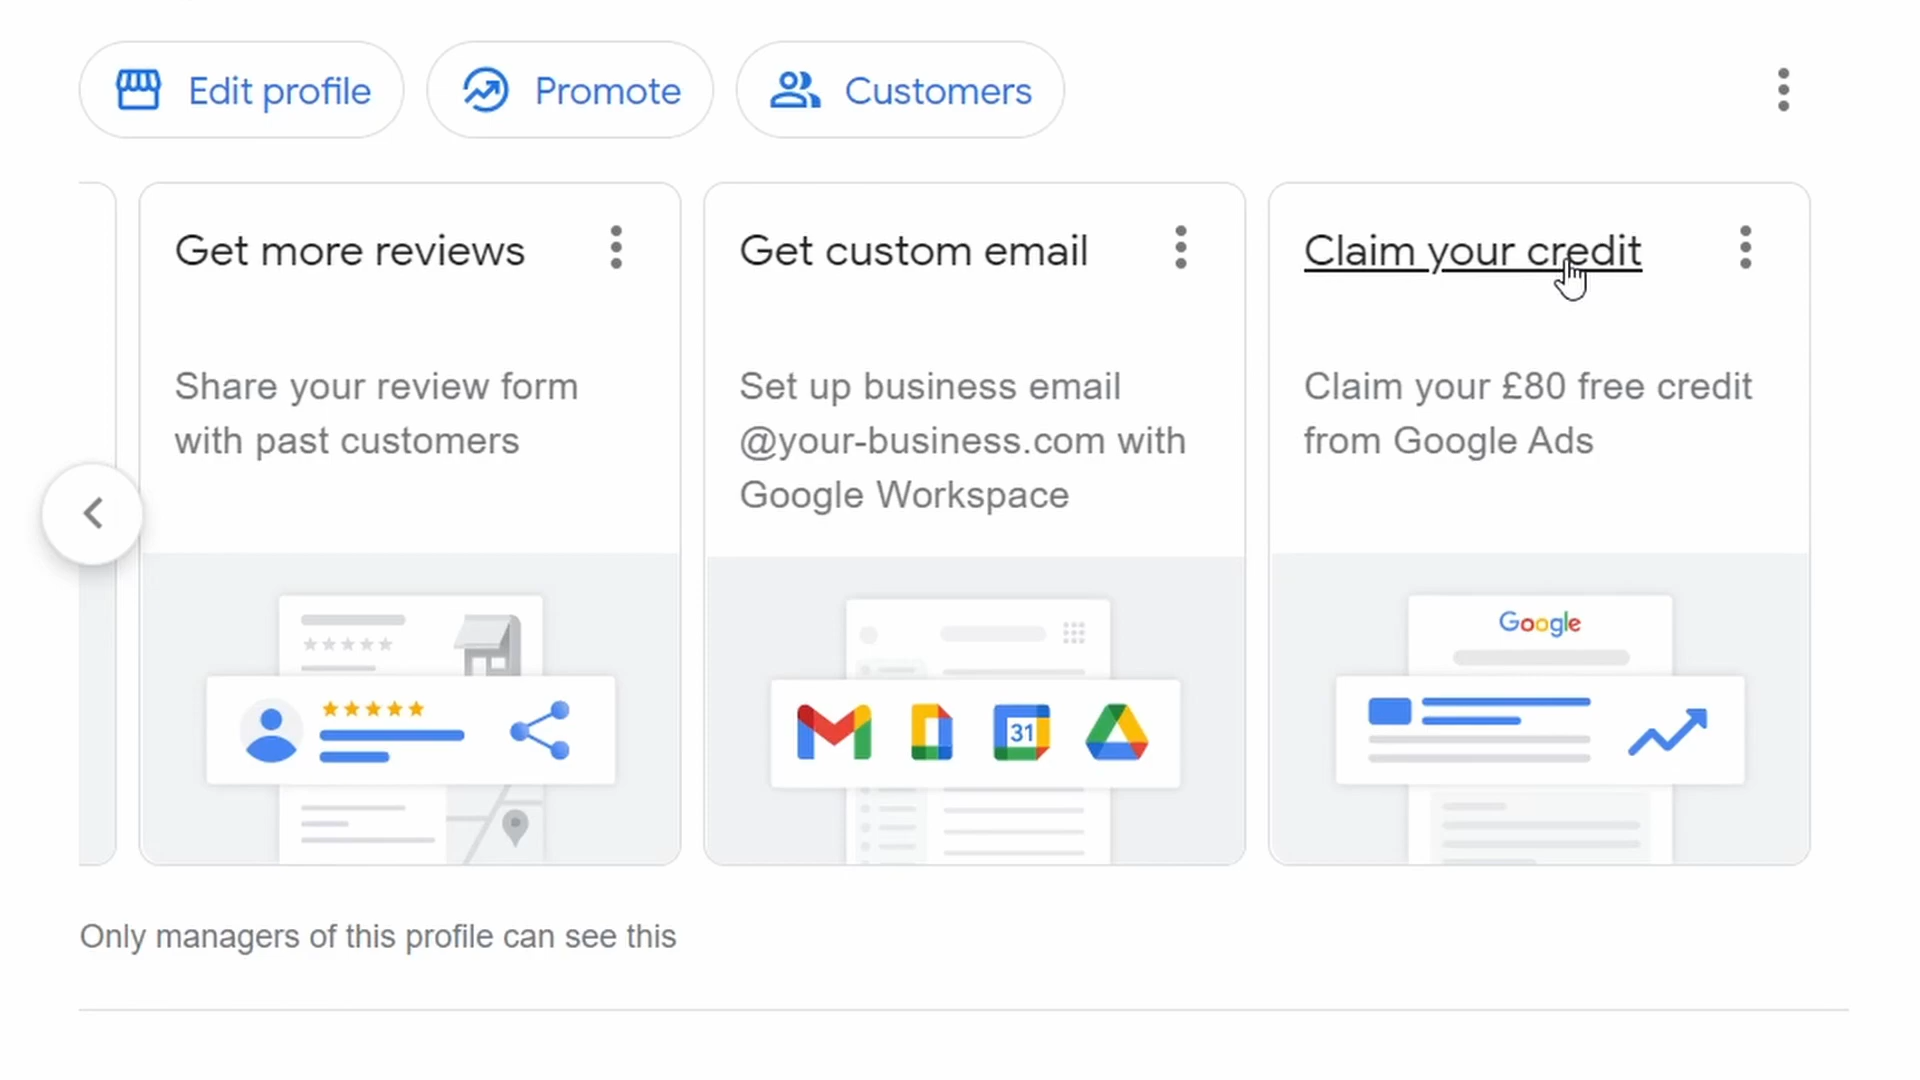 Edit profile
Promote
Customers
Get more reviews
Share your review form
with past customers
Get custom email
Set up business email
@your-business.com with
Google Workspace
31
Claim your credit
Claim your £80 free credit
from Google Ads
Google
Only managers of this profile can see this